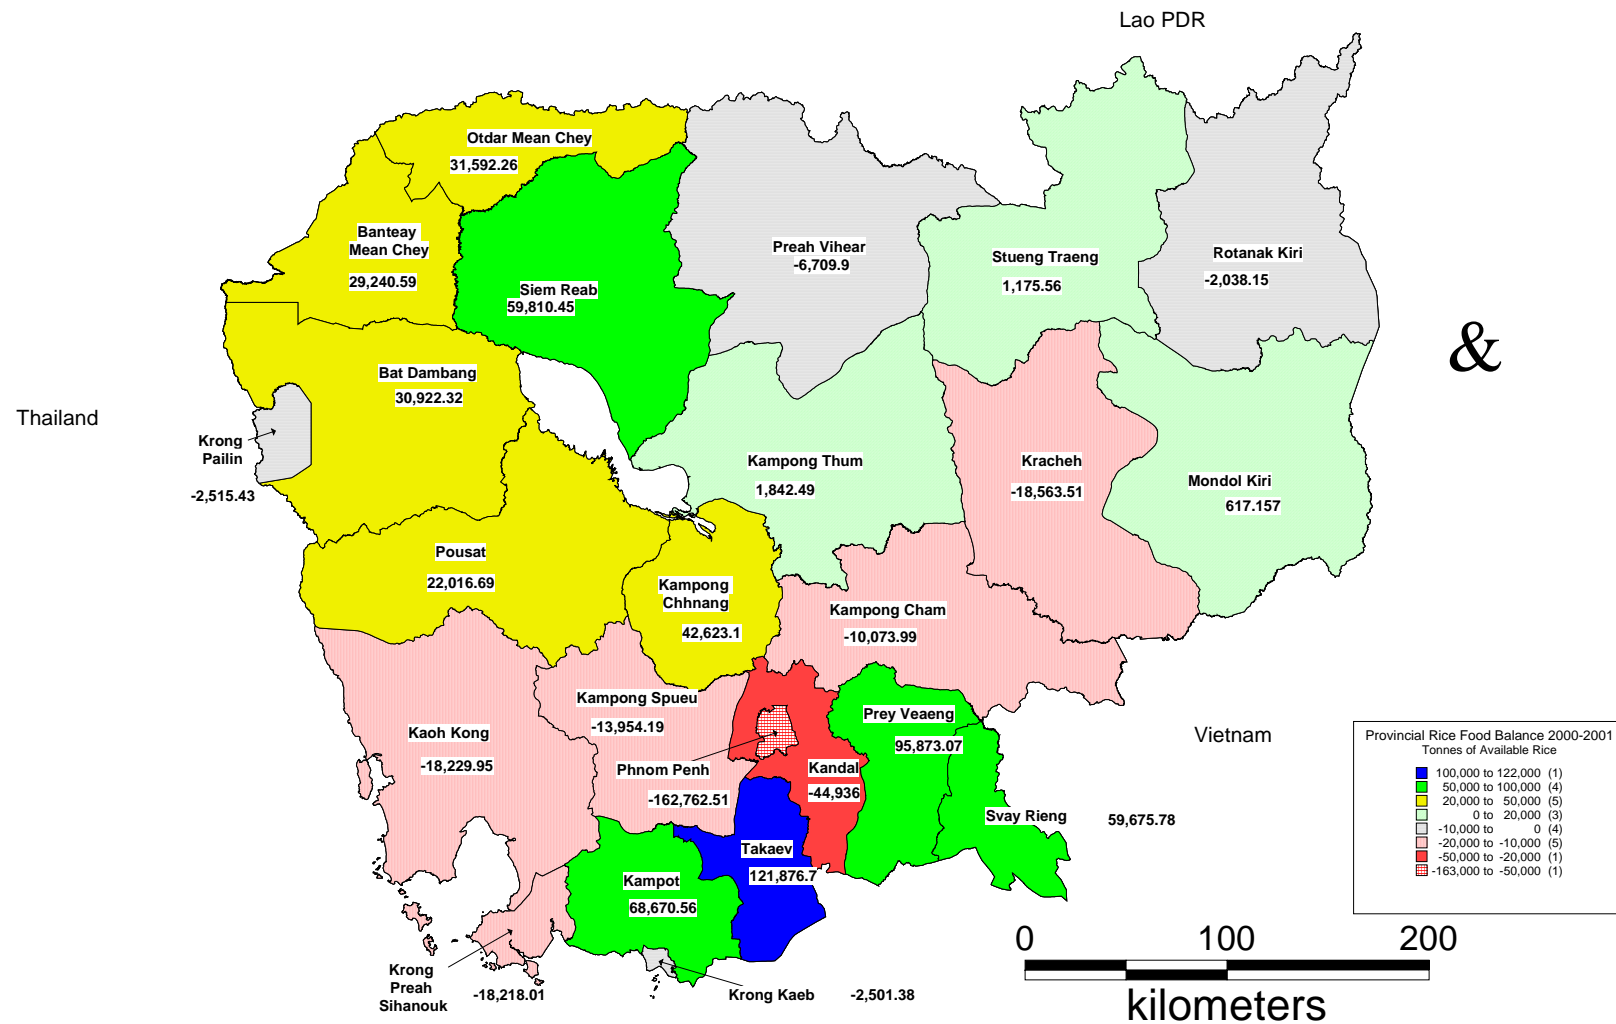 Lao PDR
Otdar Mean Chey
31,592.26
Banteay
Mean Chey
29,240.59
Siem Reab
59,810.45
Preah Vihear
-6,709.9
Stueng Traeng
1,175.56
Rotanak Kiri
-2,038.15
&
Thailand
Bat Dambang
30,922.32
Krong
Pailin
-2,515.43
Kampong Thum
1,842.49
Kracheh
-18,563.51
Mondol Kiri
617.157
Pousat
22,016.69
Kampong
Chhnang
42,623.1
Kampong Cham
-10,073.99
Kampong Spueu
-13,954.19
Kaoh Kong
-18,229.95
Phnom Penh
-162,762.51
Kandal
-44,936
Prey Veaeng
95,873.07
Vietnam
Svay Rieng
59,675.78
Takaev
121,876.7
Kampot
68,670.56
Krong
Preah
Sihanouk
-18,218.01
Krong Kaeb
-2,501.38
Provincial Rice Food Balance 2000-2001
Tonnes of Available Rice
100,000 to 122,000 (1)
50,000 to 100,000 (4)
20,000 to 50,000 (5)
0 to 20,000 (3)
-10,000 to 0 (4)
-20,000 to -10,000 (5)
-50,000 to -20,000 (1)
-163,000 to -50,000 (1)
0 100 200
kilometers